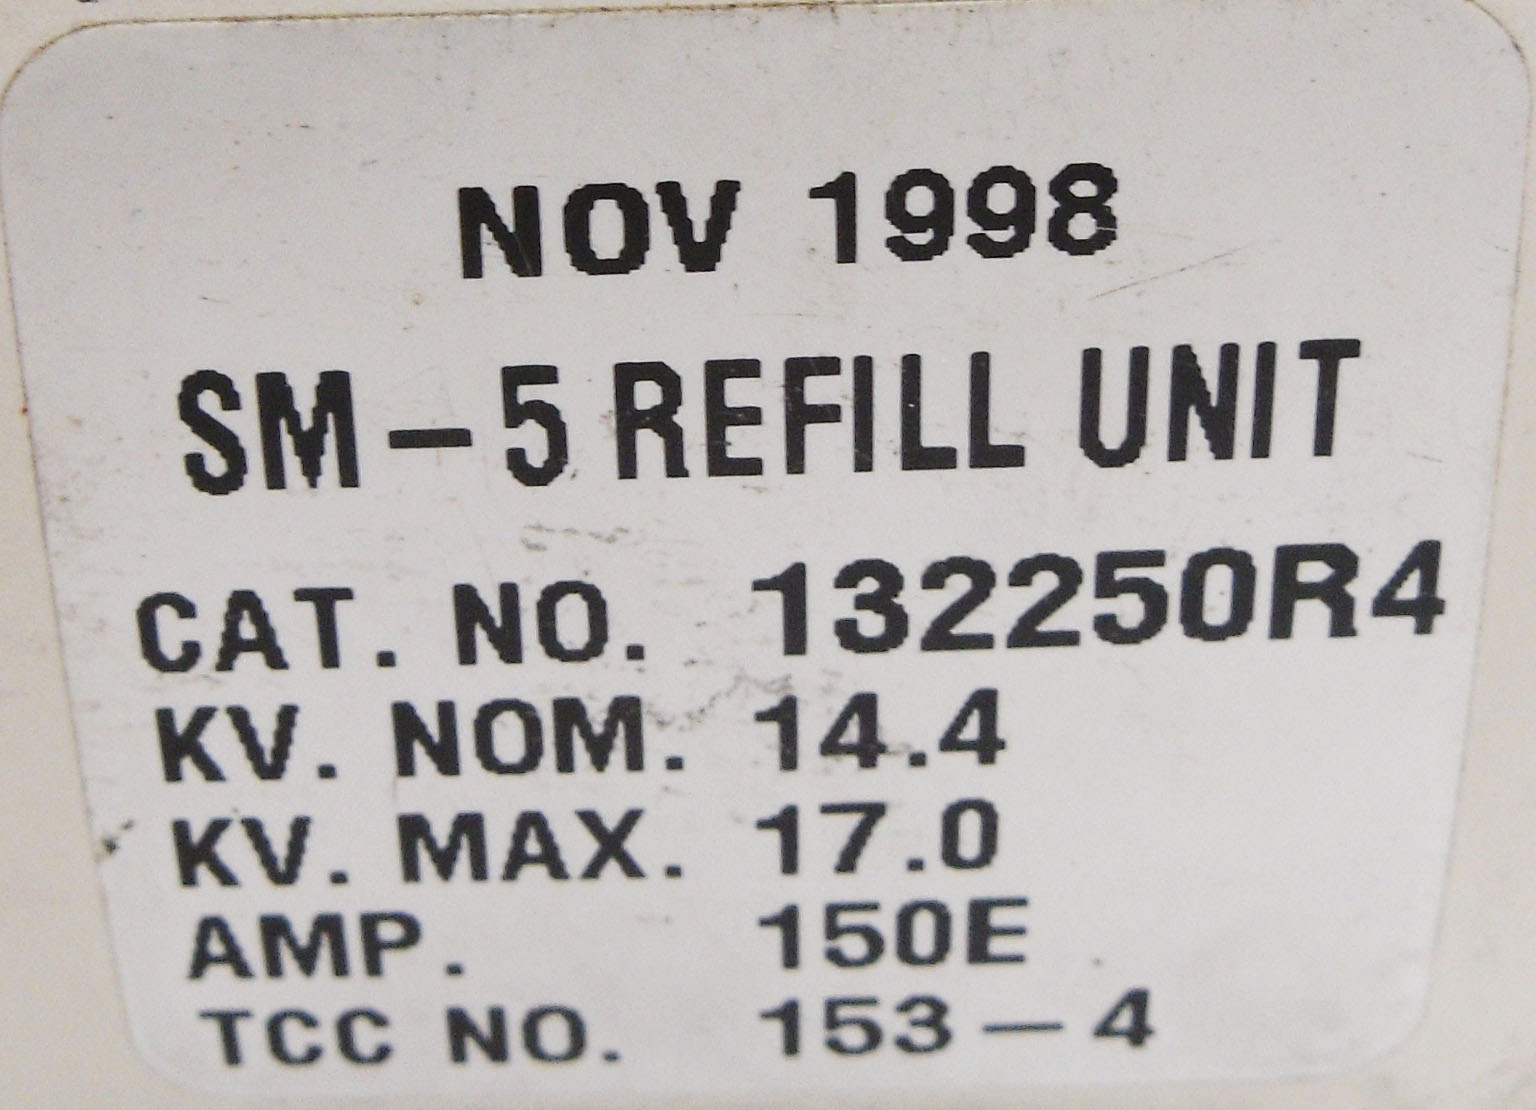 NOV 1998
SM-5 REFILL UNIT
CAT. NO. 132250R4
KV. NOM. 14.4
KV. MAX. 17.0
AMP. 150E
TCC NO. 153-4